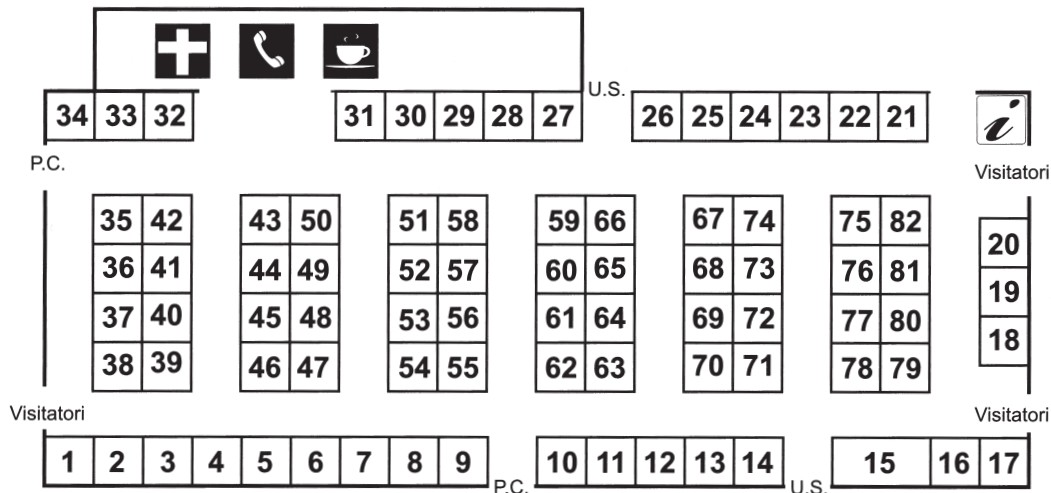 U.S.
34 33 32 31 30 29 28 27 26 25 24 23 22 21 i
P.C.
Visitatori
35 42 43 50 51 58 59 66 67 74 75 82
20
36 41 44 49 52 57 60 65 68 73 76 81
19
37 40 45 48 53 56 61 64 69 72 77 80
18
38 39 46 47 54 55 62 63 70 71 78 79
Visitatori Visitatori
1 2 3 4 5 6 7 8 9 10 11 12 13 14 15 16 17
P.C. U.S.